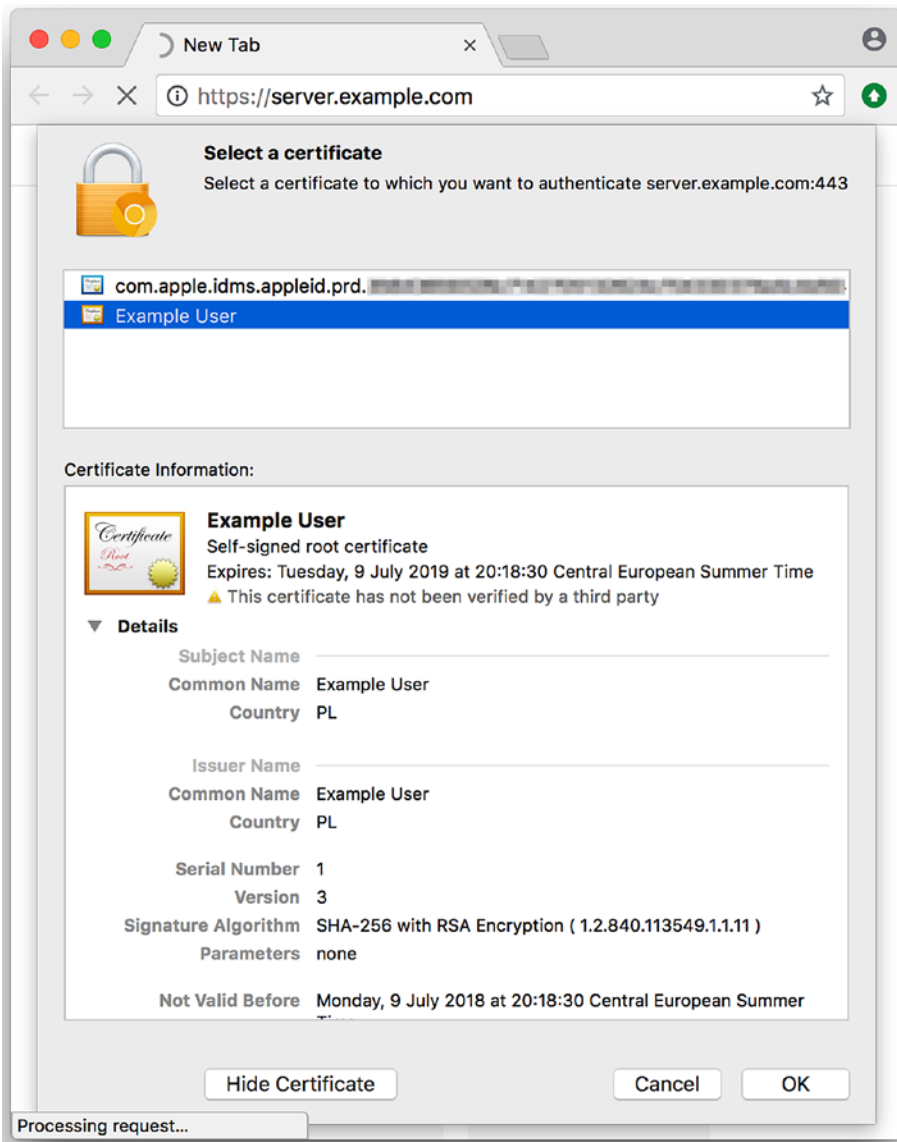 New Tab
https://server.example.com
Select a certificate
Select a certificate to which you want to authenticate server.example.com:443
com.apple.idms.appleid.prd.
Example User
Certificate Information:
Certificate
Root
Example User
Self-signed root certificate
Expires: Tuesday, 9 July 2019 at 20:18:30 Central European Summer Time
This certificate has not been verified by a third party
Details
Subject Name
Common Name Example User
Country PL
Issuer Name
Common Name Example User
Country PL
Serial Number 1
Version 3
Signature Algorithm SHA-256 with RSA Encryption ( 1.2.840.113549.1.1.11 )
Parameters none
Not Valid Before Monday, 9 July 2018 at 20:18:30 Central European Summer
Hide Certificate Cancel OK
Processing request...